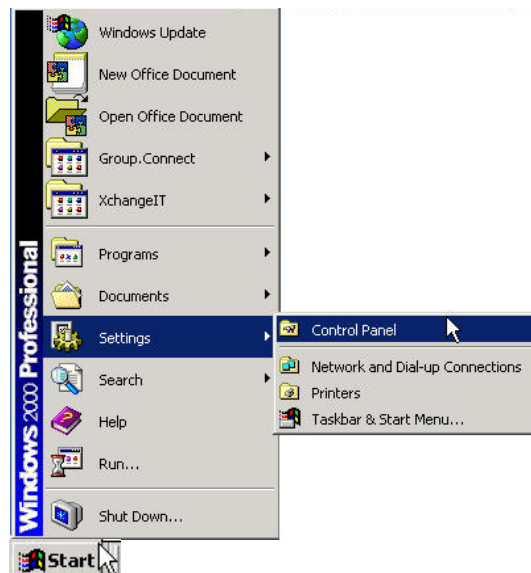 Windows Update
New Office Document
Open Office Document
Group.Connect
XchangeIT
Programs
Documents
Settings
Search
Help
Run...
Shut Down...
Windows 2000 Professional
Control Panel
Network and Dial-up Connections
Printers
Taskbar & Start Menu...
Start